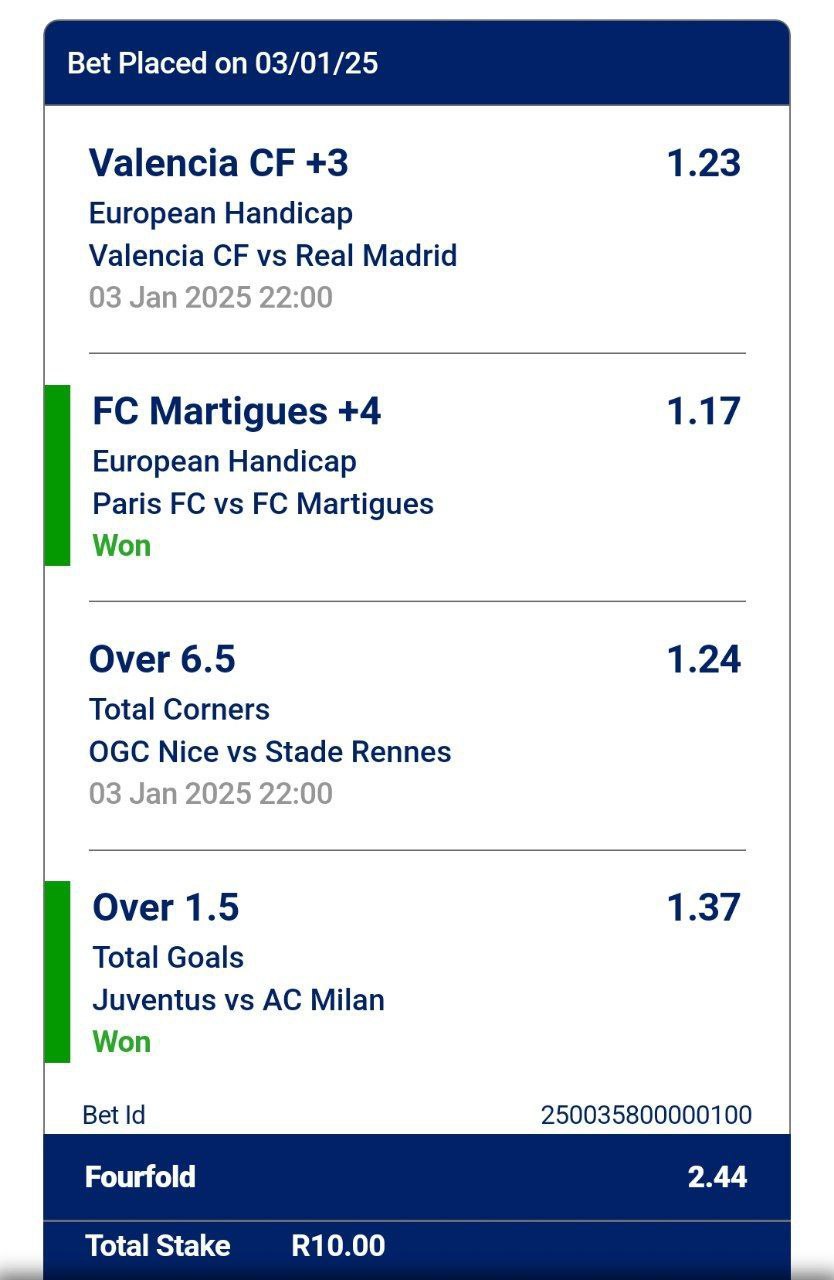 Bet Placed on 03/01/25
Valencia CF +3 1.23
European Handicap
Valencia CF vs Real Madrid
03 Jan 2025 22:00
FC Martigues +4 1.17
European Handicap
Paris FC vs FC Martigues
Won
Over 6.5 1.24
Total Corners
OGC Nice vs Stade Rennes
03 Jan 2025 22:00
Over 1.5 1.37
Total Goals
Juventus vs AC Milan
Won
Bet Id 250035800000100
Fourfold 2.44
Total Stake R10.00